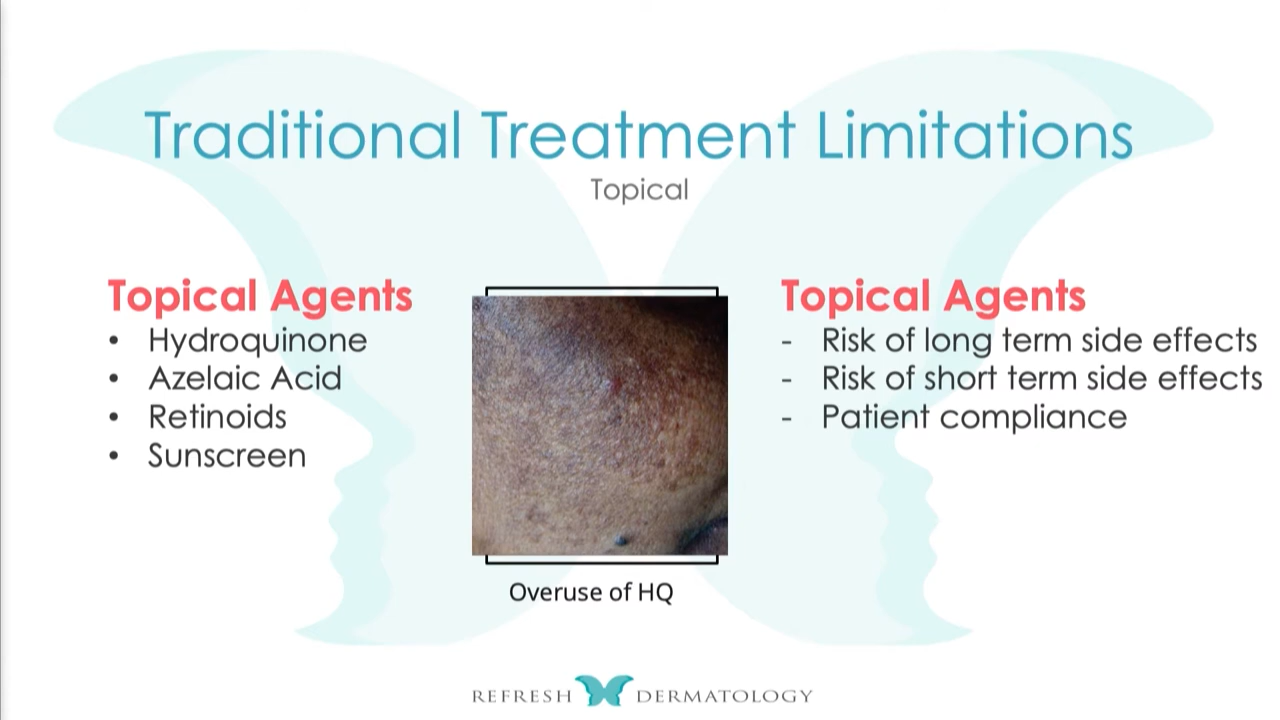 Traditional Treatment Limitations
Topical
Topical Agents
• Hydroquinone
• Azelaic Acid
• Retinoids
• Sunscreen
Overuse of HQ
Topical Agents
- Risk of long term side effects
- Risk of short term side effects
- Patient compliance
REFRESH DERMATOLOGY